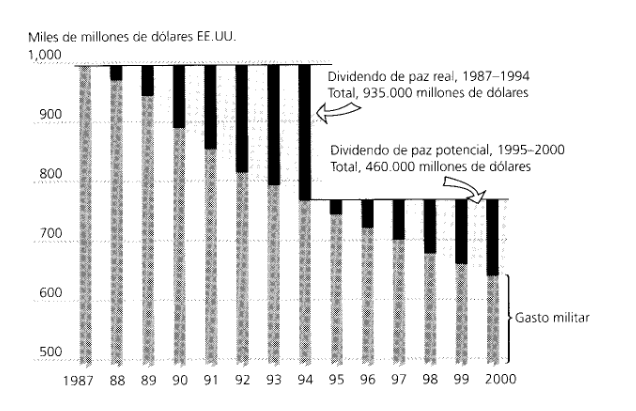 Miles de millones de dólares EE.UU.
1,000
Dividendo de paz real, 1987–1994
Total, 935.000 millones de dólares
900
Dividendo de paz potencial, 1995–2000
Total, 460.000 millones de dólares
800
700
600
Gasto militar
500
1987 88 89 90 91 92 93 94 95 96 97 98 99 2000